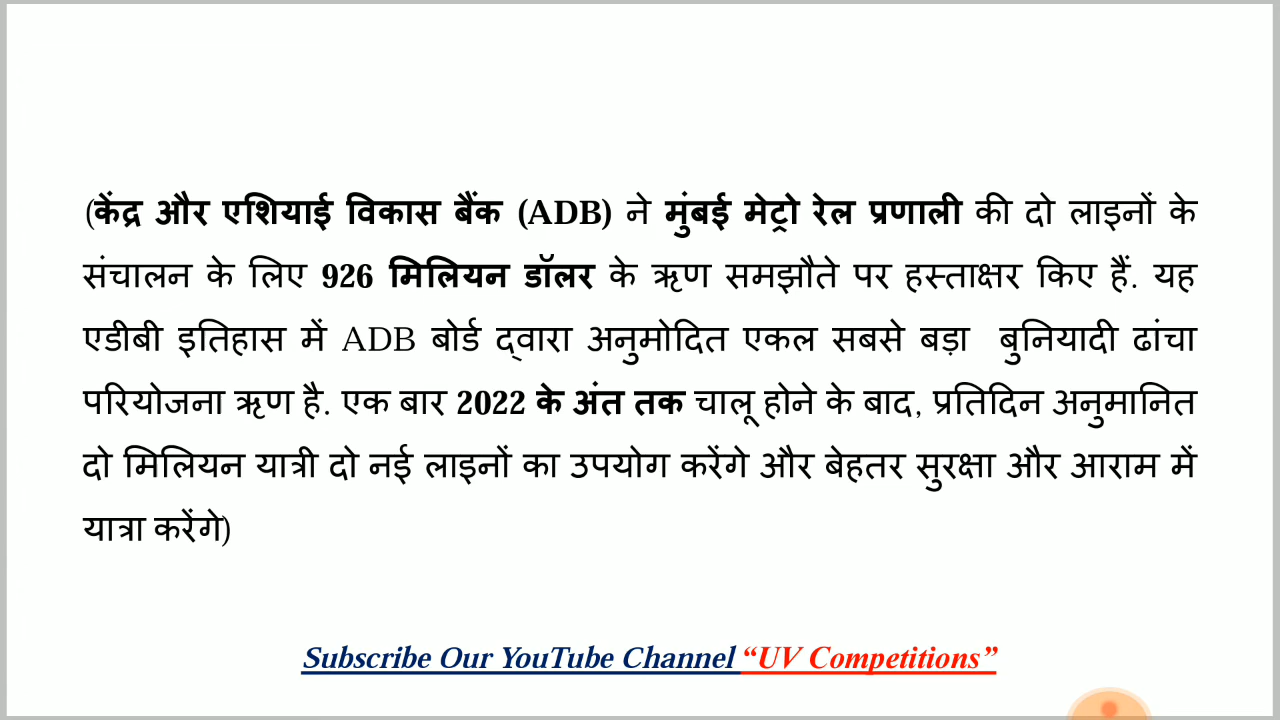 (केंद्र और एशियाई विकास बैंक (ADB) ने मुंबई मेट्रो रेल प्रणाली की दो लाइनों के
संचालन के लिए 926 मिलियन डॉलर के ऋण समझौते पर हस्ताक्षर किए हैं. यह
एडीबी इतिहास में ADB बोर्ड द्वारा अनुमोदित एकल सबसे बड़ा बुनियादी ढांचा
परियोजना ऋण है. एक बार 2022 के अंत तक चालू होने के बाद, प्रतिदिन अनुमानित
दो मिलियन यात्री दो नई लाइनों का उपयोग करेंगे और बेहतर सुरक्षा और आराम में
यात्रा करेंगे)
Subscribe Our YouTube Channel “UV Competitions”